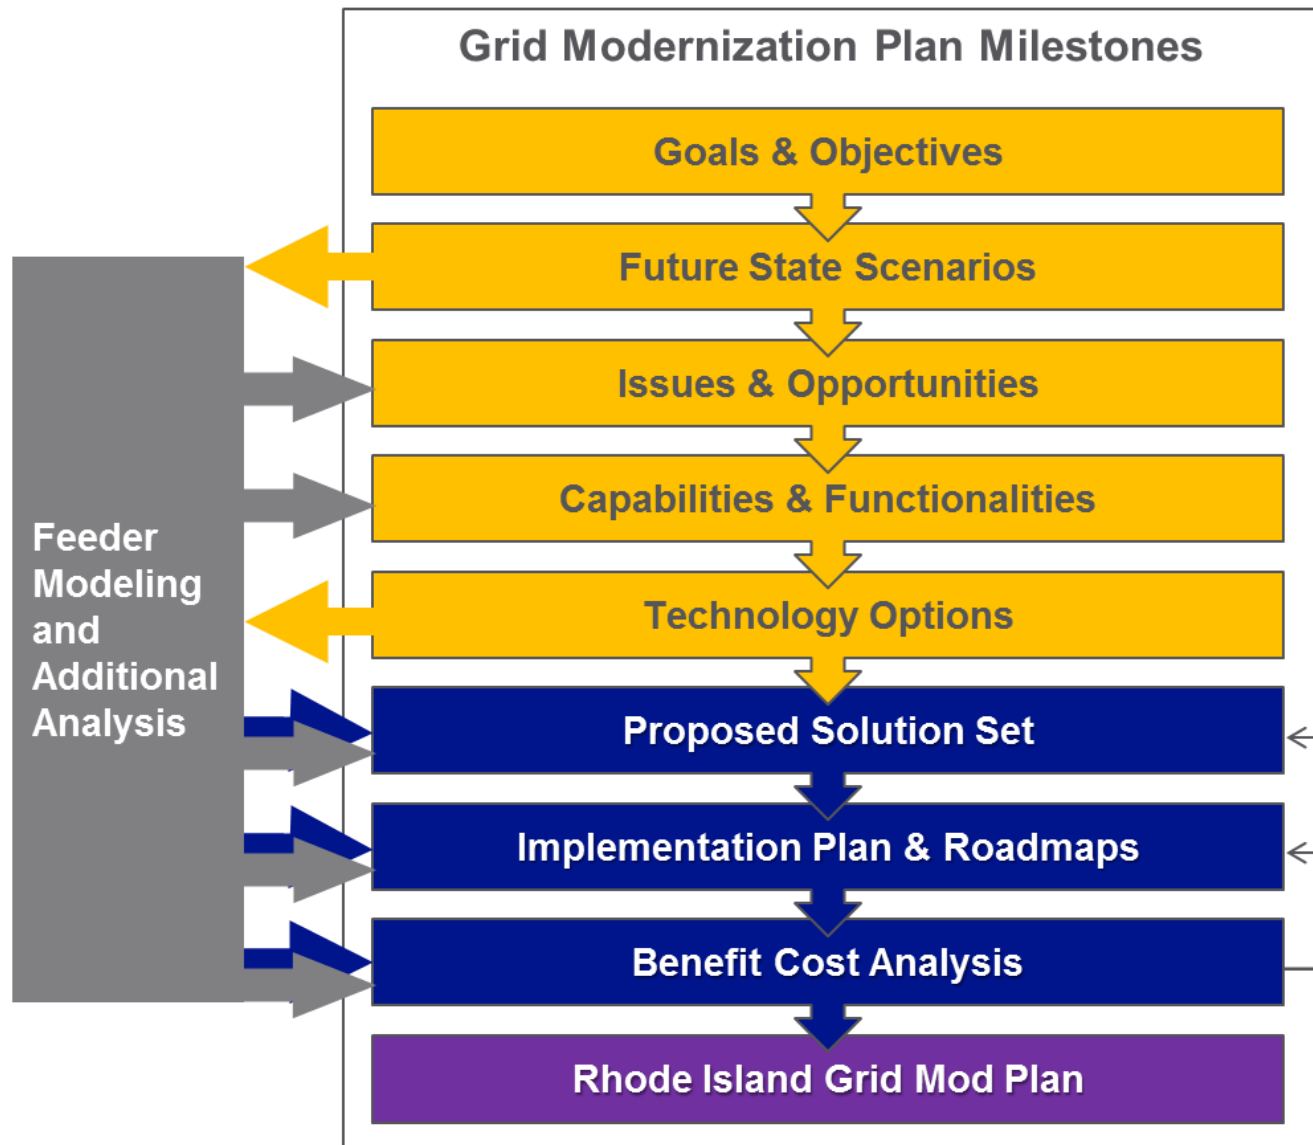 Grid Modernization Plan Milestones
Goals & Objectives
Future State Scenarios
Issues & Opportunities
Capabilities & Functionalities
Technology Options
Proposed Solution Set
Implementation Plan & Roadmaps
Benefit Cost Analysis
Rhode Island Grid Mod Plan
Feeder
Modeling
and
Additional
Analysis